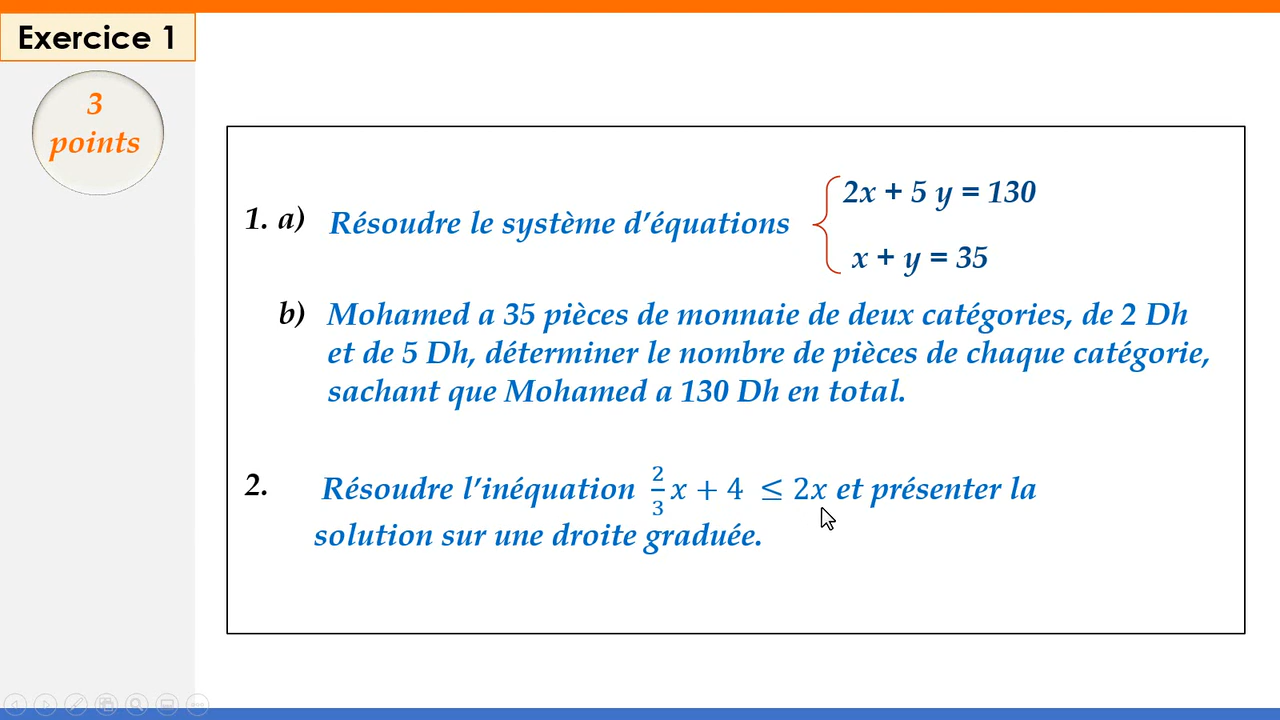 Exercice 1
3
points
1. a) Résoudre le système d'équations
2x + 5 y = 130
x + y = 35
b) Mohamed a 35 pièces de monnaie de deux catégories, de 2 Dh
et de 5 Dh, déterminer le nombre de pièces de chaque catégorie,
sachant que Mohamed a 130 Dh en total.
2. Résoudre l'inéquation 2/3 x + 4 ≤ 2x et présenter la
solution sur une droite graduée.